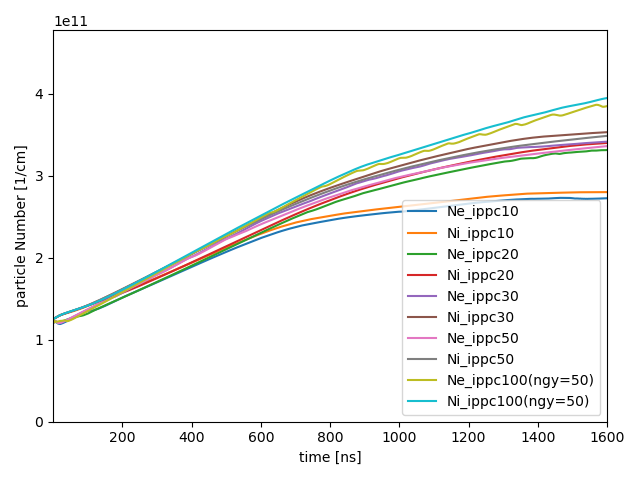 1e11
4
3
2
1
0
particle Number [1/cm]
Ne_ippc10
Ni_ippc10
Ne_ippc20
Ni_ippc20
Ne_ippc30
Ni_ippc30
Ne_ippc50
Ni_ippc50
Ne_ippc100(ngy=50)
Ni_ippc100(ngy=50)
200 400 600 800 1000 1200 1400 1600
time [ns]